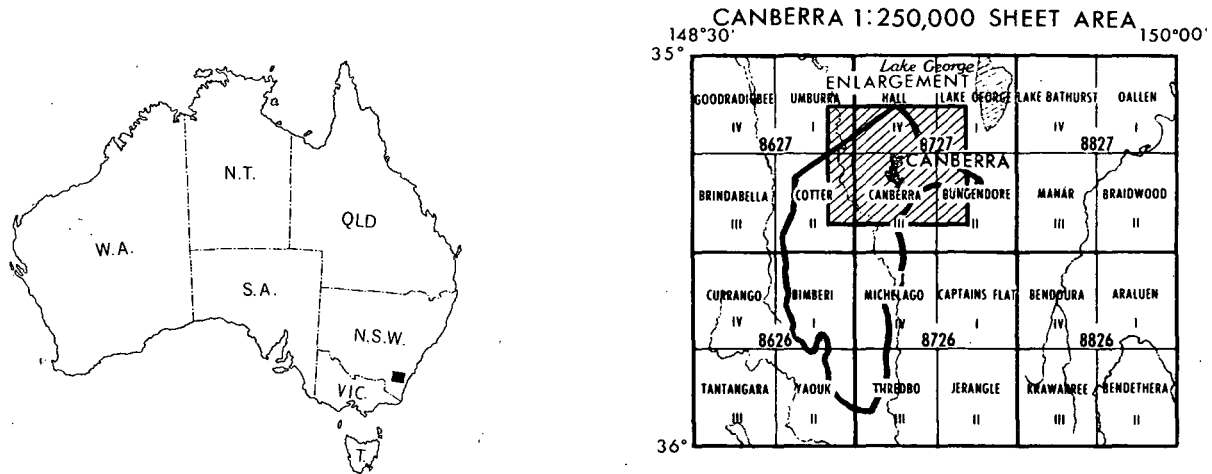 N.T.
QLD
W.A.
S.A.
N.S.W.
VIC.
T.
CANBERRA 1:250,000 SHEET AREA
148°30' 150°00'
35°
Lake George
ENLARGEMENT
GOODRADIGBEE UMBURRA HALL LAKE GEORGE LAKE BATHURST OALLEN
IV I IV I IV I
8627 8727 8827
CANBERRA
BRINDABELLA COTTER CANBERRA BUNGENDORE MANAR BRAIDWOOD
III II III II III II
CURRANGO BIMBERI MICHELAGO CAPTAINS FLAT BENDOURA ARALUEN
IV I IV I IV I
8626 8726 8826
TANTANGARA YAOUK THREDBO JERANGLE KRAWARREE BENDETHERA
III II III II III II
36°